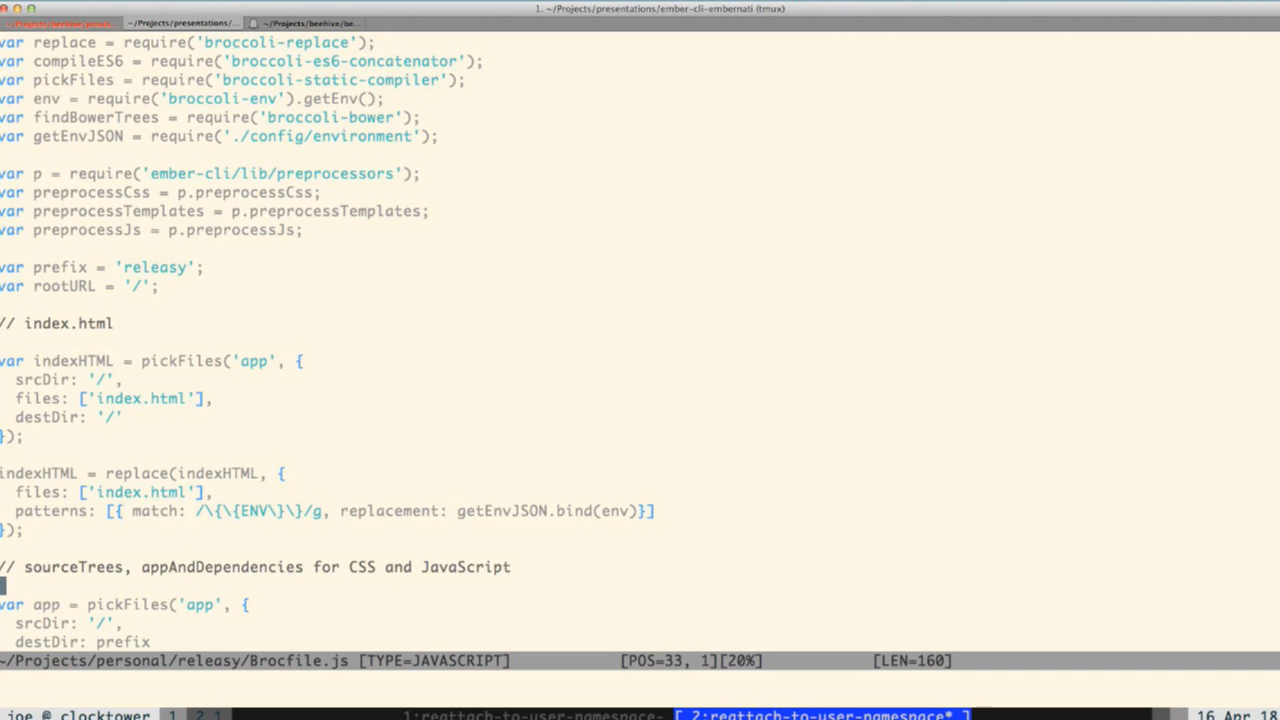 1. ~/Projects/presentations/ember-cli-embernati (tmux)
~/Projects/presentations/... ~/Projects/beehive/be...
var replace = require('broccoli-replace');
var compileES6 = require('broccoli-es6-concatenator');
var pickFiles = require('broccoli-static-compiler');
var env = require('broccoli-env').getEnv();
var findBowerTrees = require('broccoli-bower');
var getEnvJSON = require('./config/environment');
var p = require('ember-cli/lib/preprocessors');
var preprocessCss = p.preprocessCss;
var preprocessTemplates = p.preprocessTemplates;
var preprocessJs = p.preprocessJs;
var prefix = 'releasy';
var rootURL = '/';
// index.html
var indexHTML = pickFiles('app', {
srcDir: '/',
files: ['index.html'],
destDir: '/'
});
indexHTML = replace(indexHTML, {
files: ['index.html'],
patterns: [{ match: /\{\{ENV\}\}/g, replacement: getEnvJSON.bind(env)}]
});
// sourceTrees, appAndDependencies for CSS and JavaScript
var app = pickFiles('app', {
srcDir: '/',
destDir: prefix
~/Projects/personal/releasy/Brocfile.js [TYPE=JAVASCRIPT] [POS=33, 1][20%] [LEN=160]
joe @ clocktower 1 2.1 1:reattach-to-user-namespace- [ 2:reattach-to-user-namespace* ] 16 Apr 18